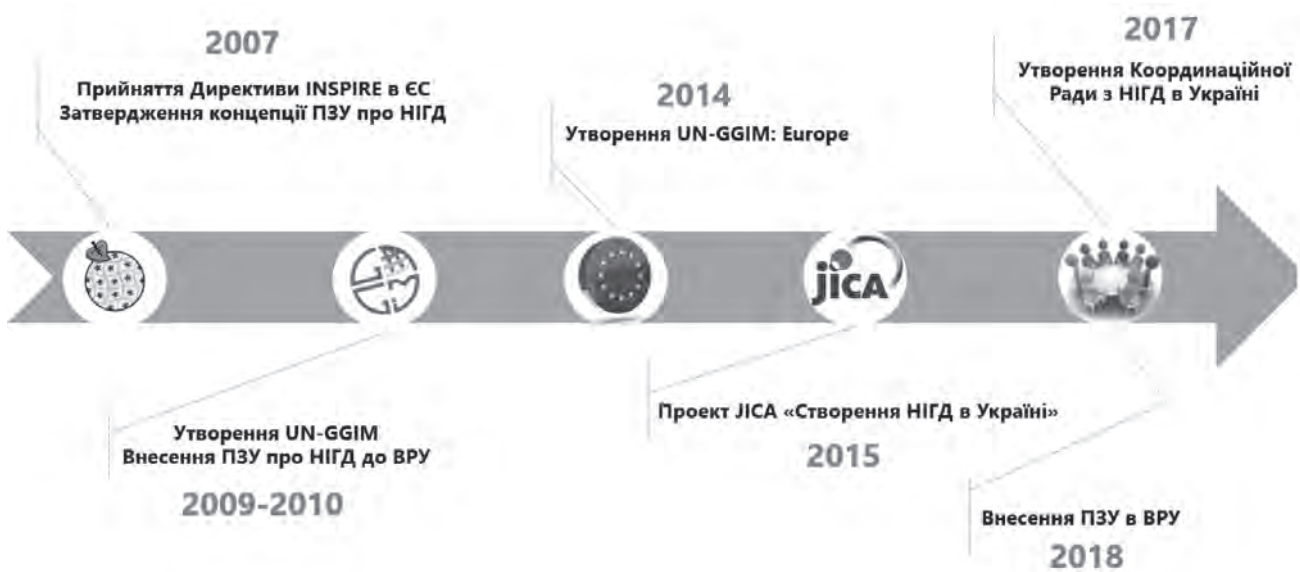 2007
Прийняття Директиви INSPIRE в ЄС
Затвердження концепції ПЗУ про НІГД
2009-2010
Утворення UN-GGIM
Внесення ПЗУ про НІГД до ВРУ
2014
Утворення UN-GGIM: Europe
jica
Проект JICA «Створення НІГД в Україні»
2015
2017
Утворення Координаційної
Ради з НІГД в Україні
Внесення ПЗУ в ВРУ
2018